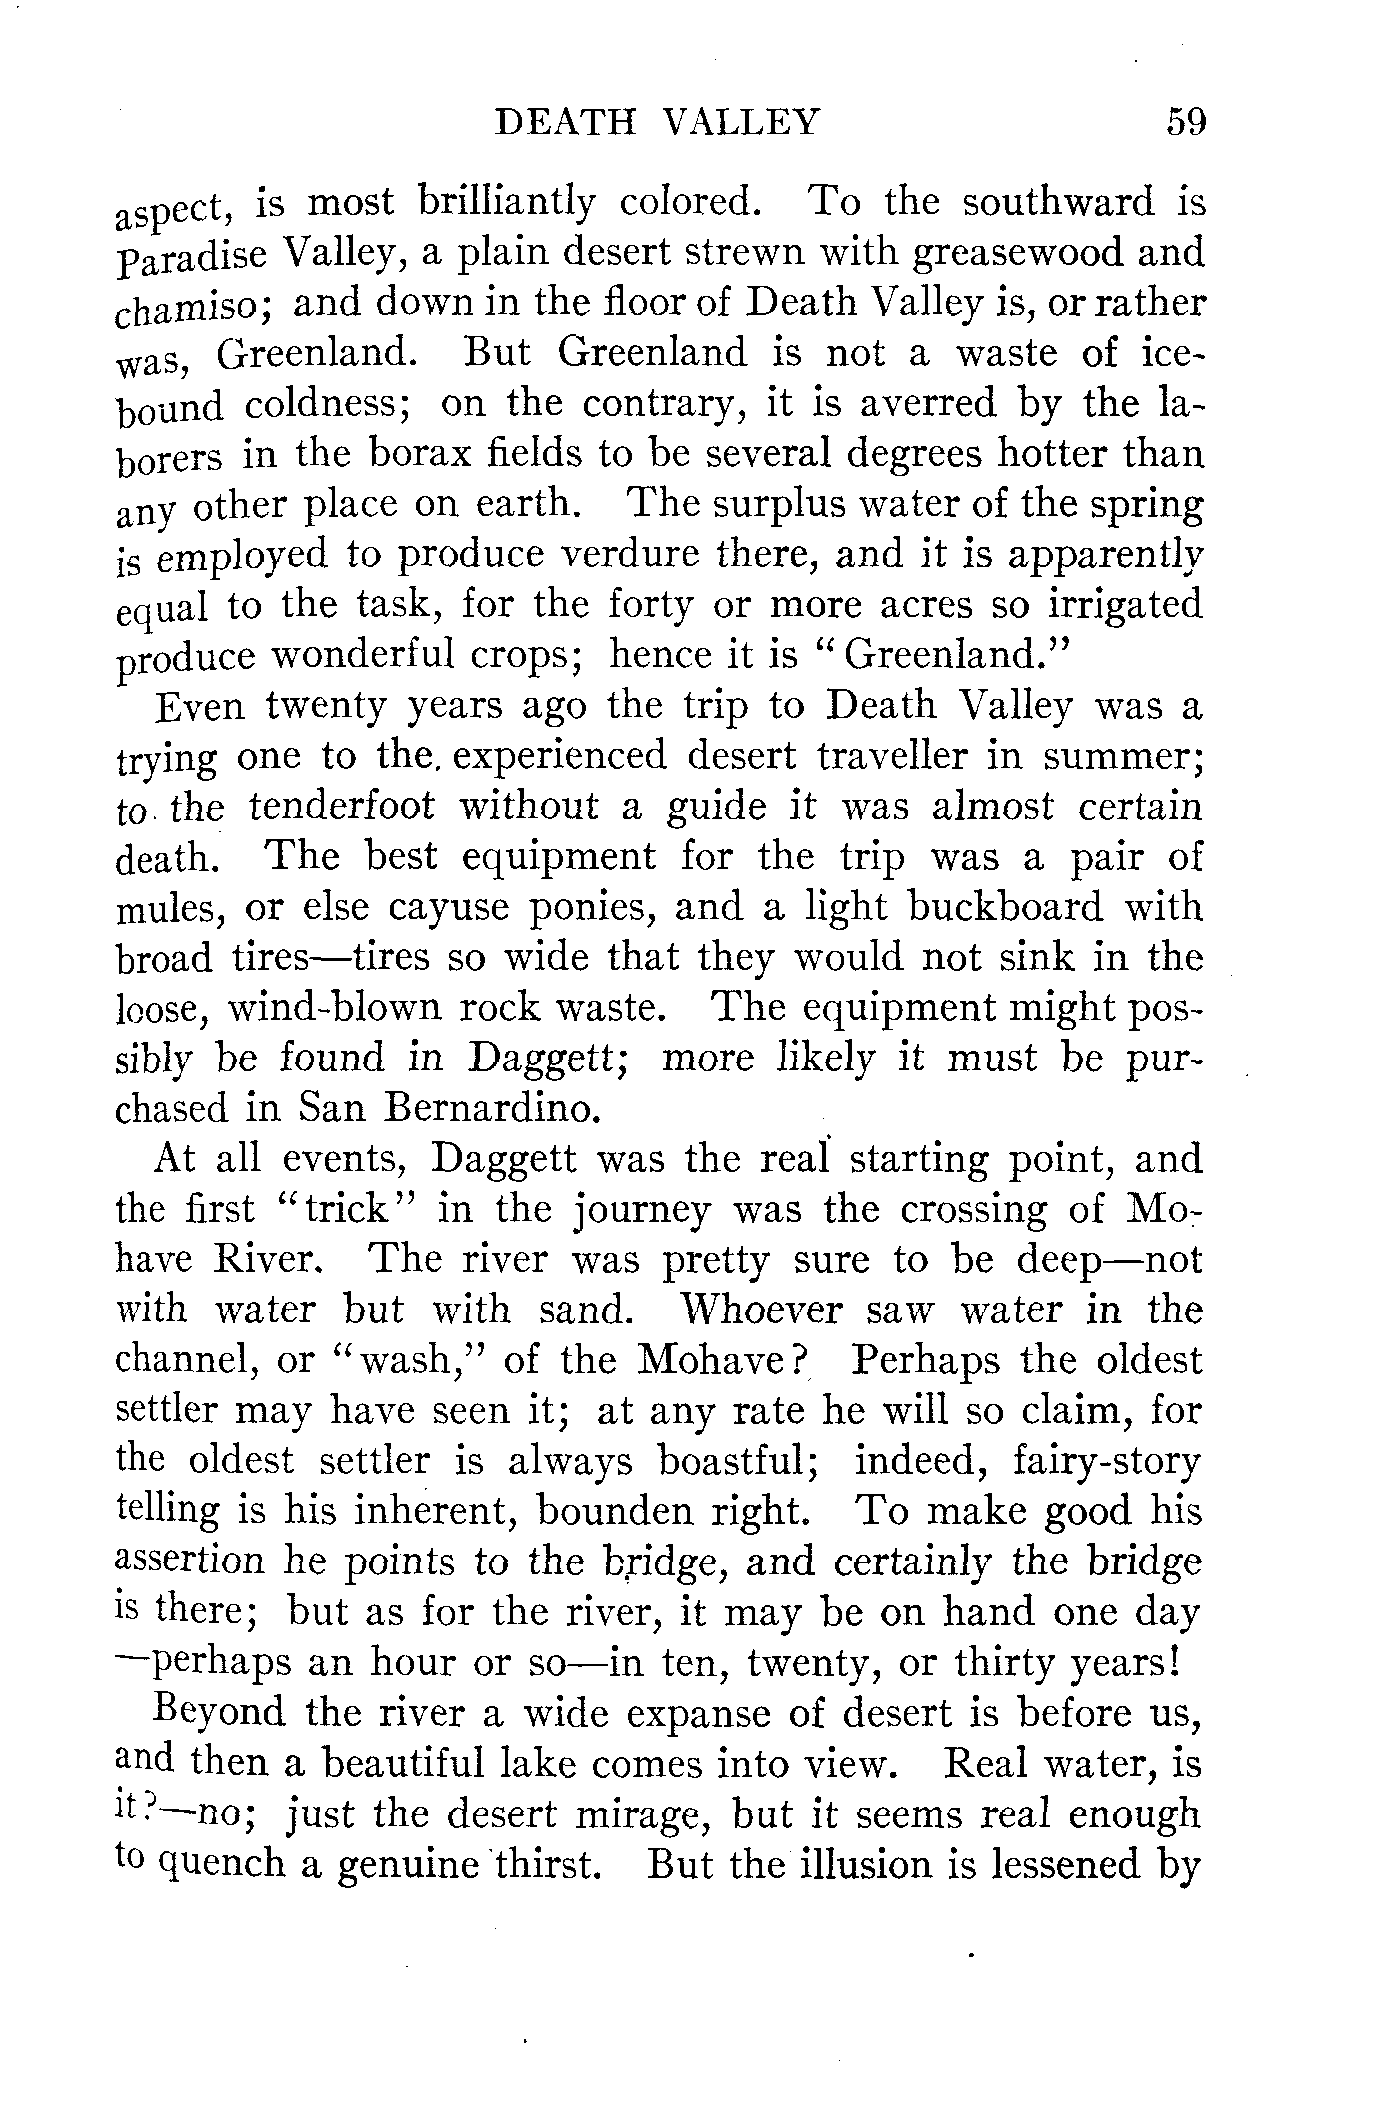 DEATH VALLEY 59
aspect, is most brilliantly colored. To the southward is
Paradise Valley, a plain desert strewn with greasewood and
chamiso; and down in the floor of Death Valley is, or rather
was, Greenland. But Greenland is not a waste of ice-
bound coldness; on the contrary, it is averred by the la-
borers in the borax fields to be several degrees hotter than
any other place on earth. The surplus water of the spring
is employed to produce verdure there, and it is apparently
equal to the task, for the forty or more acres so irrigated
produce wonderful crops; hence it is "Greenland."
Even twenty years ago the trip to Death Valley was a
trying one to the experienced desert traveller in summer;
to the tenderfoot without a guide it was almost certain
death. The best equipment for the trip was a pair of
mules, or else cayuse ponies, and a light buckboard with
broad tires—tires so wide that they would not sink in the
loose, wind-blown rock waste. The equipment might pos-
sibly be found in Daggett; more likely it must be pur-
chased in San Bernardino.
At all events, Daggett was the real starting point, and
the first "trick" in the journey was the crossing of Mo-
have River. The river was pretty sure to be deep—not
with water but with sand. Whoever saw water in the
channel, or "wash," of the Mohave? Perhaps the oldest
settler may have seen it; at any rate he will so claim, for
the oldest settler is always boastful; indeed, fairy-story
telling is his inherent, bounden right. To make good his
assertion he points to the bridge, and certainly the bridge
is there; but as for the river, it may be on hand one day
—perhaps an hour or so—in ten, twenty, or thirty years!
Beyond the river a wide expanse of desert is before us,
and then a beautiful lake comes into view. Real water, is
it?—no; just the desert mirage, but it seems real enough
to quench a genuine thirst. But the illusion is lessened by